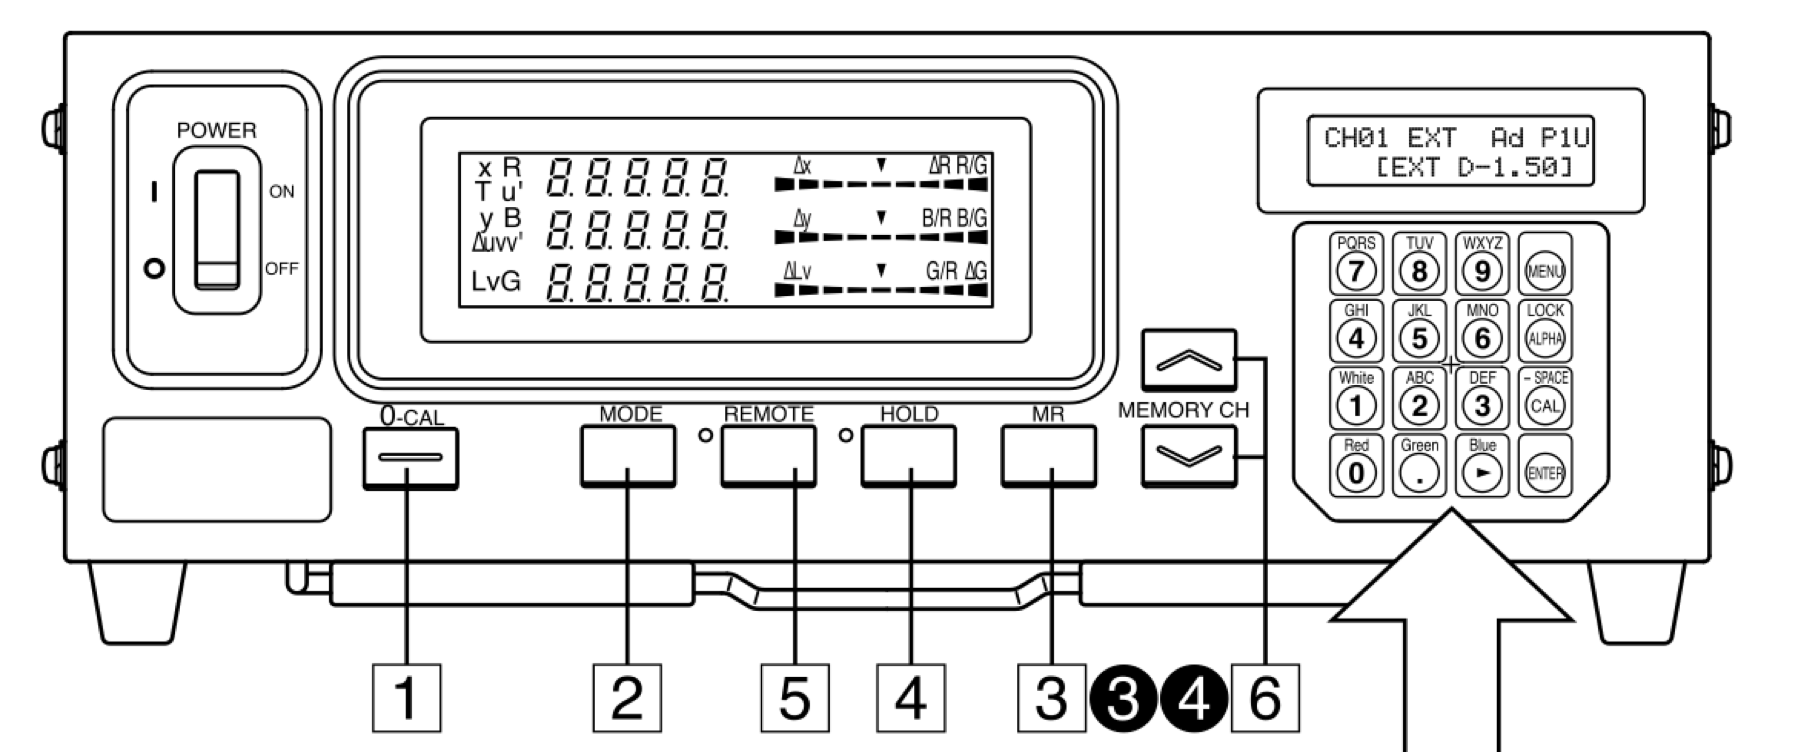 POWER
I
ON
O
OFF
x R
T u'
8.8.8.8.8.
Δx ▼ ΔR R/G
y B
Δuvv'
8.8.8.8.8.
Δy ▼ B/R B/G
LvG
8.8.8.8.8.
ΔLv ▼ G/R ΔG
CH01 EXT Ad P1U
[EXT D-1.50]
PQRS TUV WXYZ
7 8 9 MENU
GHI JKL MNO LOCK
4 5 6 ALPHA
White ABC DEF - SPACE
1 2 3 CAL
Red Green Blue
0 . ► ENTER
0-CAL
MODE
REMOTE
HOLD
MR
MEMORY CH
1 2 5 4 3 3 4 6